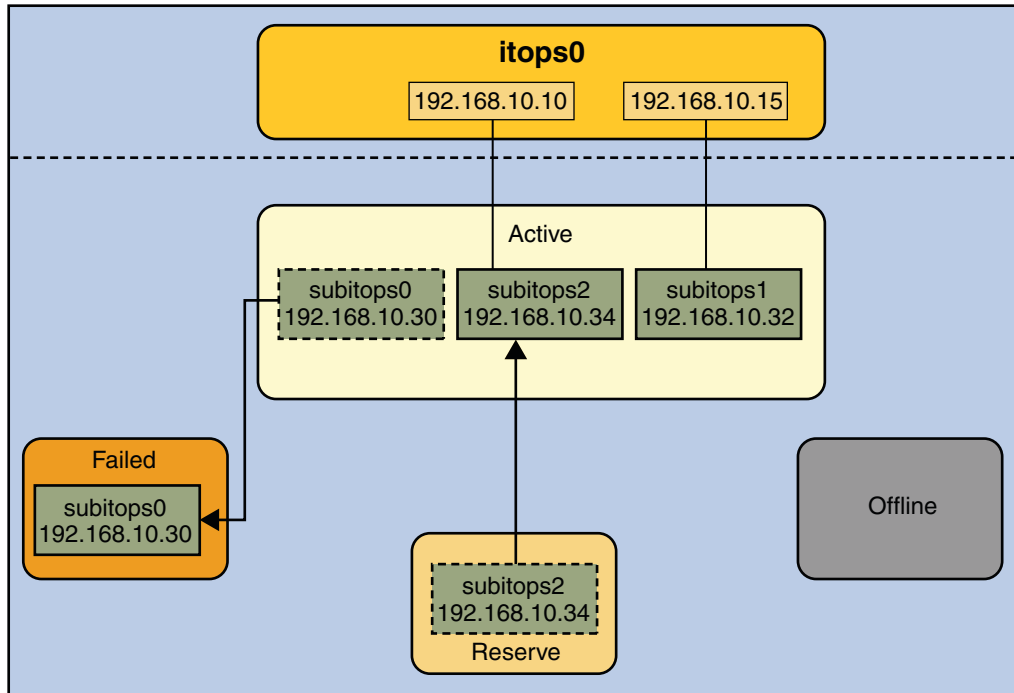 itops0
192.168.10.10
192.168.10.15
Active
subitops0
192.168.10.30
subitops2
192.168.10.34
subitops1
192.168.10.32
Failed
subitops0
192.168.10.30
Offline
subitops2
192.168.10.34
Reserve